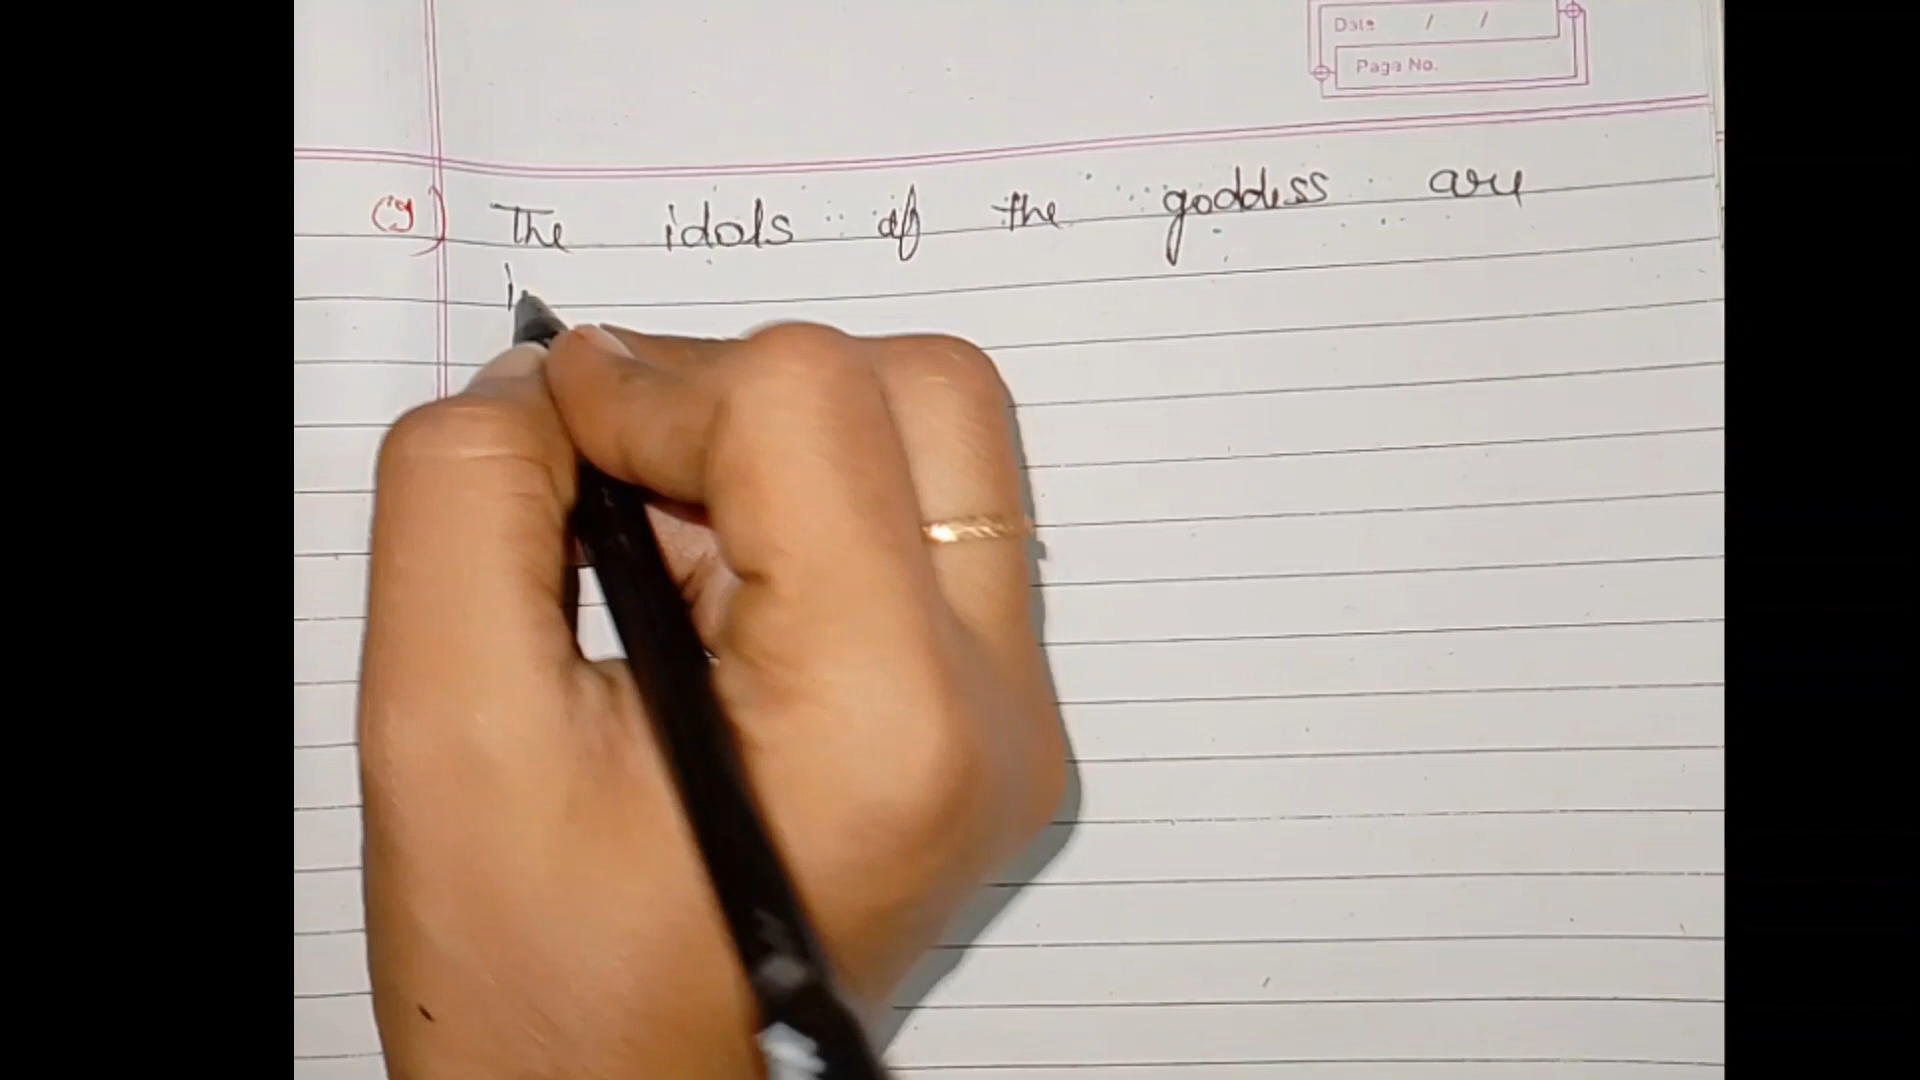 Date / /
Page No.
(9) The idols of the goddess are